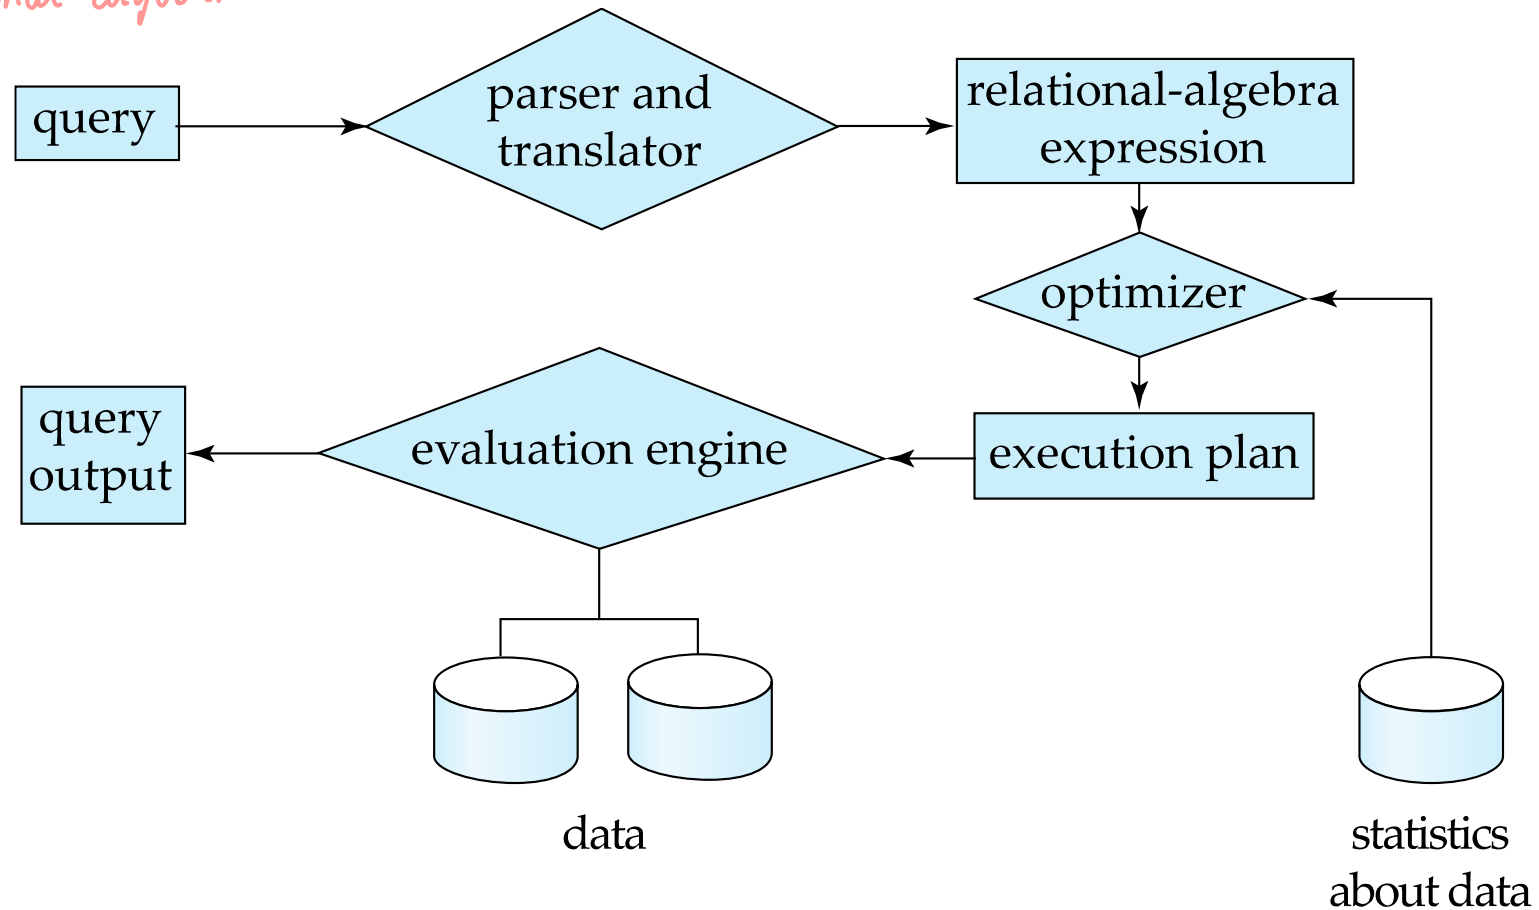 query
parser and
translator
relational-algebra
expression
optimizer
query
output
evaluation engine
execution plan
data
statistics
about data